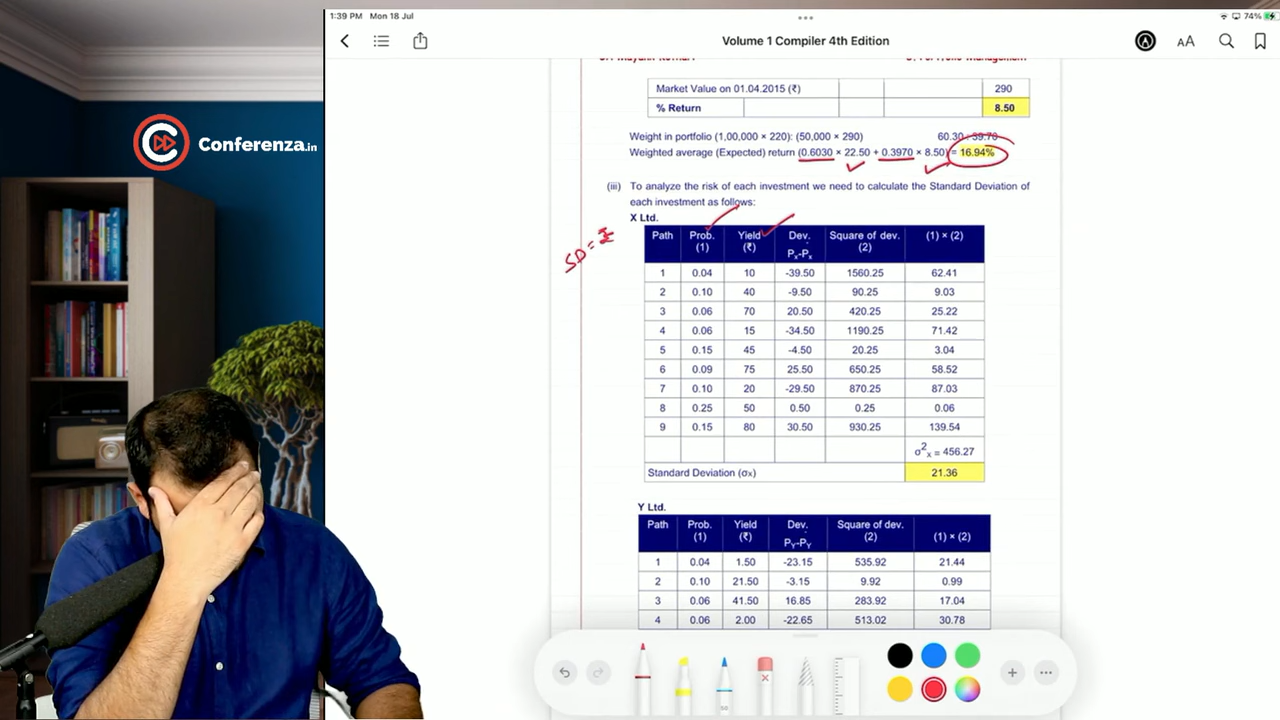 1:39 PM Mon 18 Jul
74%
Volume 1 Compiler 4th Edition
AA
Conferenza.in
Market Value on 01.04.2015 (₹) 290
% Return 8.50
Weight in portfolio (1,00,000 × 220): (50,000 × 290) 60.30 : 39.70
Weighted average (Expected) return (0.6030 × 22.50 + 0.3970 × 8.50) = 16.94%
(iii) To analyze the risk of each investment we need to calculate the Standard Deviation of
each investment as follows:
X Ltd.
SD =
Path Prob. (1) Yield (₹) Dev. Px-Px Square of dev. (2) (1) × (2)
1 0.04 10 -39.50 1560.25 62.41
2 0.10 40 -9.50 90.25 9.03
3 0.06 70 20.50 420.25 25.22
4 0.06 15 -34.50 1190.25 71.42
5 0.15 45 -4.50 20.25 3.04
6 0.09 75 25.50 650.25 58.52
7 0.10 20 -29.50 870.25 87.03
8 0.25 50 0.50 0.25 0.06
9 0.15 80 30.50 930.25 139.54
σ²x = 456.27
Standard Deviation (σx) 21.36
Y Ltd.
Path Prob. (1) Yield (₹) Dev. PY-PY Square of dev. (2) (1) × (2)
1 0.04 1.50 -23.15 535.92 21.44
2 0.10 21.50 -3.15 9.92 0.99
3 0.06 41.50 16.85 283.92 17.04
4 0.06 2.00 -22.65 513.02 30.78
50